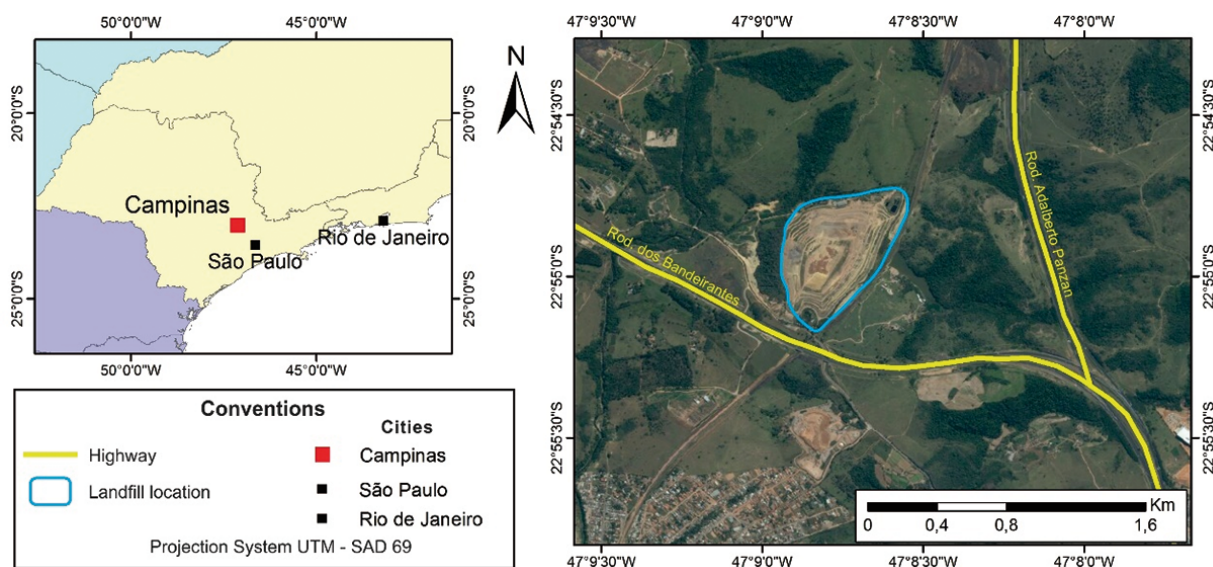 50°0'0"W 45°0'0"W
20°0'0"S
25°0'0"S
20°0'0"S
25°0'0"S
Campinas
São Paulo
Rio de Janeiro
50°0'0"W 45°0'0"W
N
Conventions
Highway
Landfill location
Cities
Campinas
São Paulo
Rio de Janeiro
Projection System UTM - SAD 69
47°9'30"W 47°9'0"W 47°8'30"W 47°8'0"W
22°54'30"S
22°55'0"S
22°55'30"S
22°54'30"S
22°55'0"S
22°55'30"S
Rod. dos Bandeirantes
Rod. Adalberto Panzan
Km
0 0,4 0,8 1,6
47°9'30"W 47°9'0"W 47°8'30"W 47°8'0"W